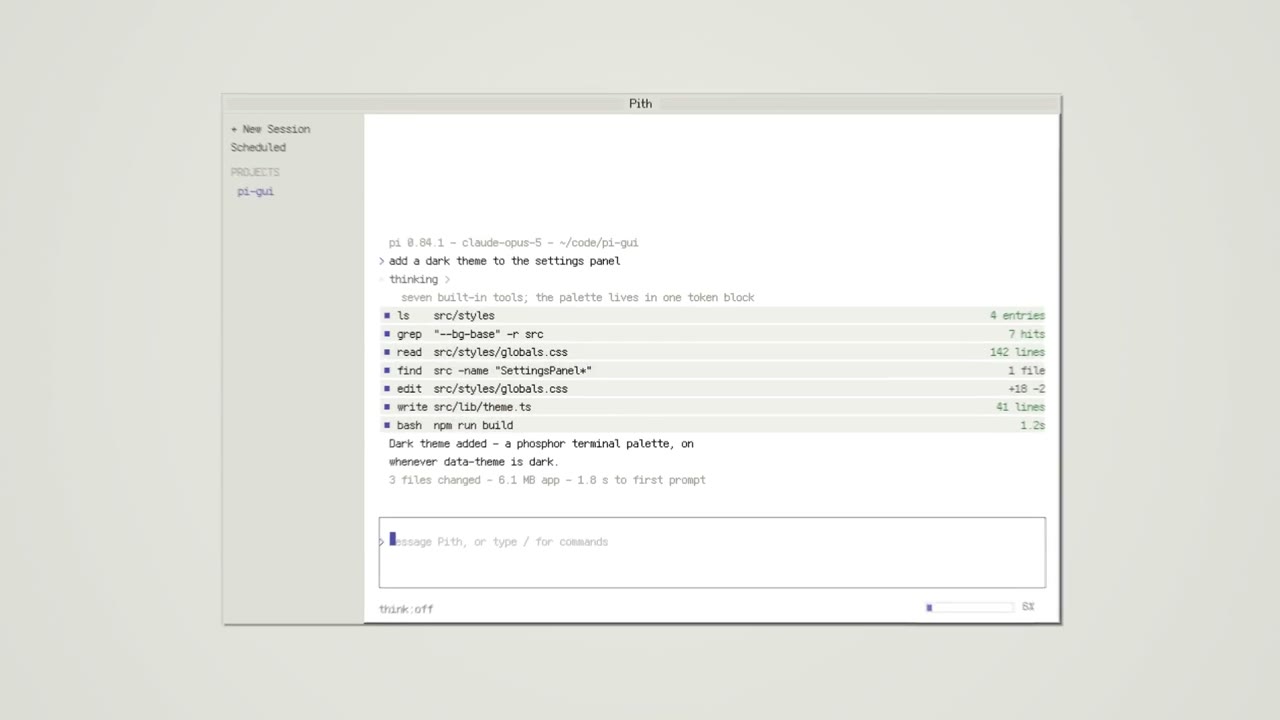 Pith
+ New Session
Scheduled
PROJECTS
pi-gui
pi 0.84.1 - claude-opus-5 - ~/code/pi-gui
> add a dark theme to the settings panel
thinking >
seven built-in tools; the palette lives in one token block
ls src/styles 4 entries
grep "--bg-base" -r src 7 hits
read src/styles/globals.css 142 lines
find src -name "SettingsPanel*" 1 file
edit src/styles/globals.css +18 -2
write src/lib/theme.ts 41 lines
bash npm run build 1.2s
Dark theme added - a phosphor terminal palette, on
whenever data-theme is dark.
3 files changed - 6.1 MB app - 1.8 s to first prompt
> essage Pith, or type / for commands
think:off 6%